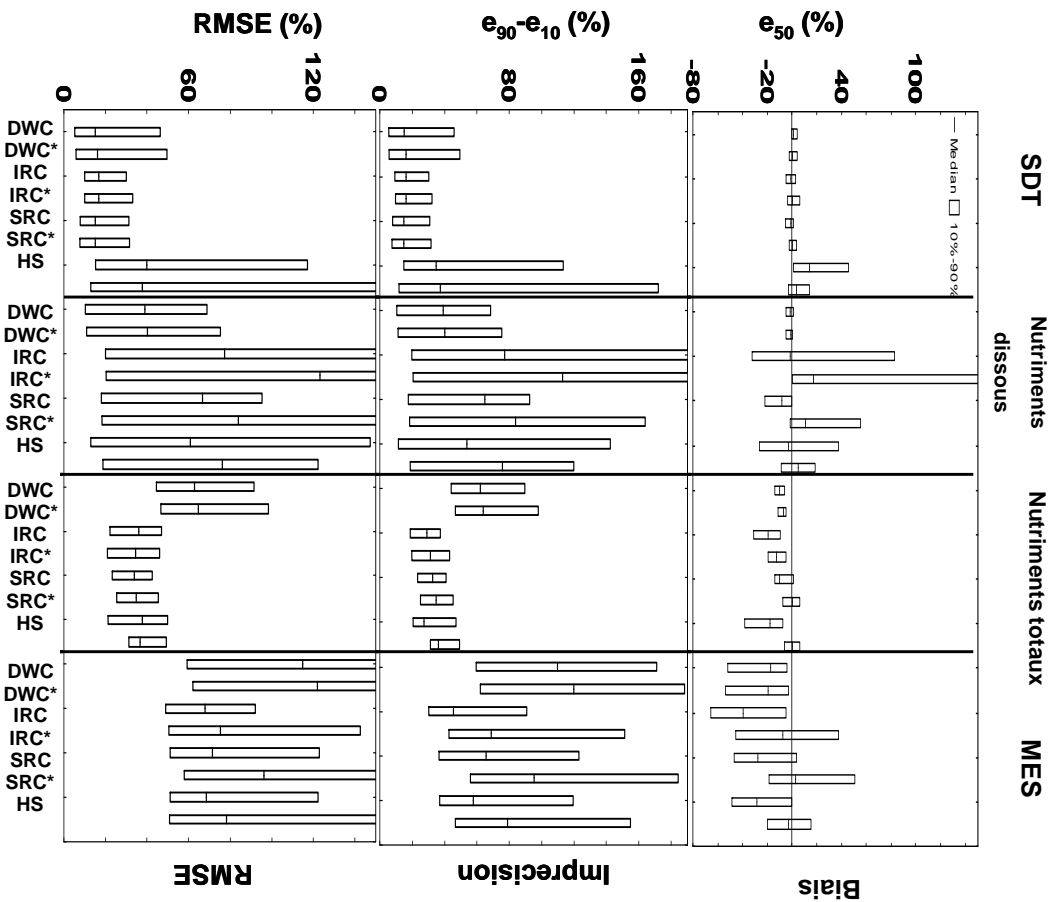 RMSE (%)
e90-e10 (%)
e50 (%)
0
60
120
0
80
160
-80
-20
40
100
— Median
10%-90%
SDT
Nutriments
dissous
Nutriments totaux
MES
DWC
DWC*
IRC
IRC*
SRC
SRC*
HS
DWC
DWC*
IRC
IRC*
SRC
SRC*
HS
DWC
DWC*
IRC
IRC*
SRC
SRC*
HS
DWC
DWC*
IRC
IRC*
SRC
SRC*
HS
RMSE
Imprecision
Biais